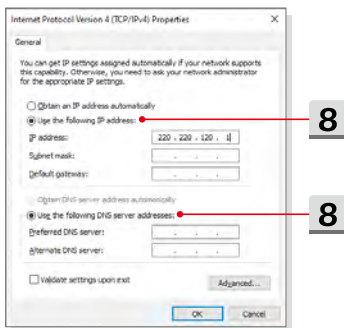 Internet Protocol Version 4 (TCP/IPv4) Properties
General
You can get IP settings assigned automatically if your network supports
this capability. Otherwise, you need to ask your network administrator
for the appropriate IP settings.
Obtain an IP address automatically
Use the following IP address:
8
IP address:
220 . 220 . 120 . 1
Subnet mask:
. . .
Default gateway:
. . .
Obtain DNS server address automatically
Use the following DNS server addresses:
8
Preferred DNS server:
. . .
Alternate DNS server:
. . .
Validate settings upon exit
Advanced...
OK
Cancel